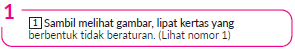 1
1 Sambil melihat gambar, lipat kertas yang
berbentuk tidak beraturan. (Lihat nomor 1)